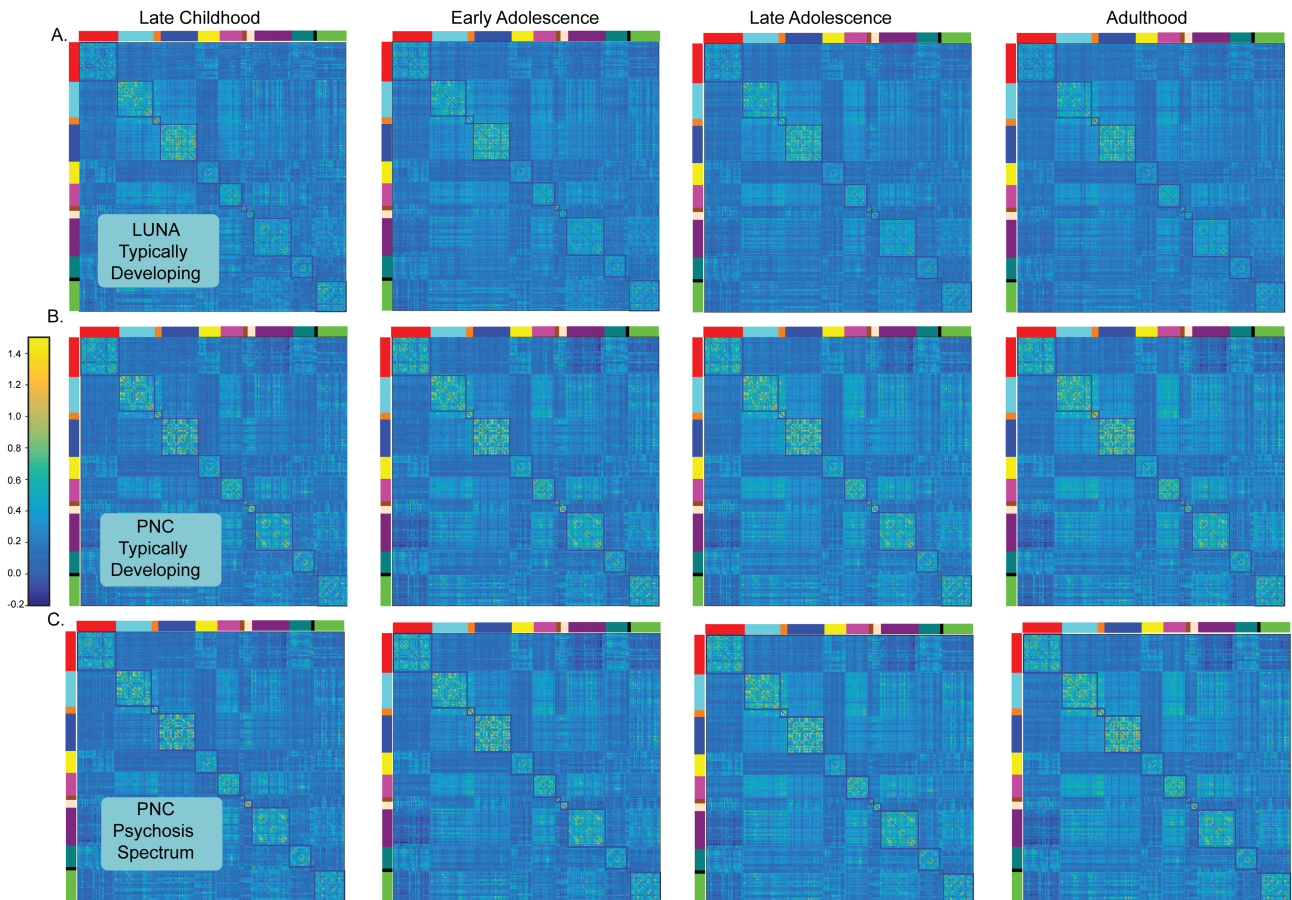 Late Childhood
Early Adolescence
Late Adolescence
Adulthood
A.
LUNA
Typically
Developing
B.
1.4
1.2
1.0
0.8
0.6
0.4
0.2
0.0
-0.2
PNC
Typically
Developing
C.
PNC
Psychosis
Spectrum